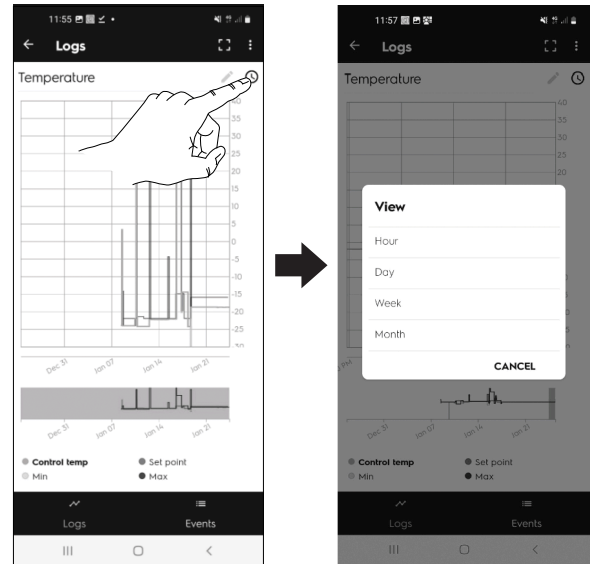 11:55
Logs
Temperature
40
35
30
25
20
15
10
5
0
-5
-10
-15
-20
-25
-30
Dec 31 Jan 07 Jan 14 Jan 21
Dec 31 Jan 07 Jan 14 Jan 21
Control temp Set point
Min Max
Logs Events
11:57
Logs
Temperature
40
35
30
25
20
View
Hour
Day
Week
Month
CANCEL
PM
Dec 31 Jan 07 Jan 14 Jan 21
Control temp Set point
Min Max
Logs Events